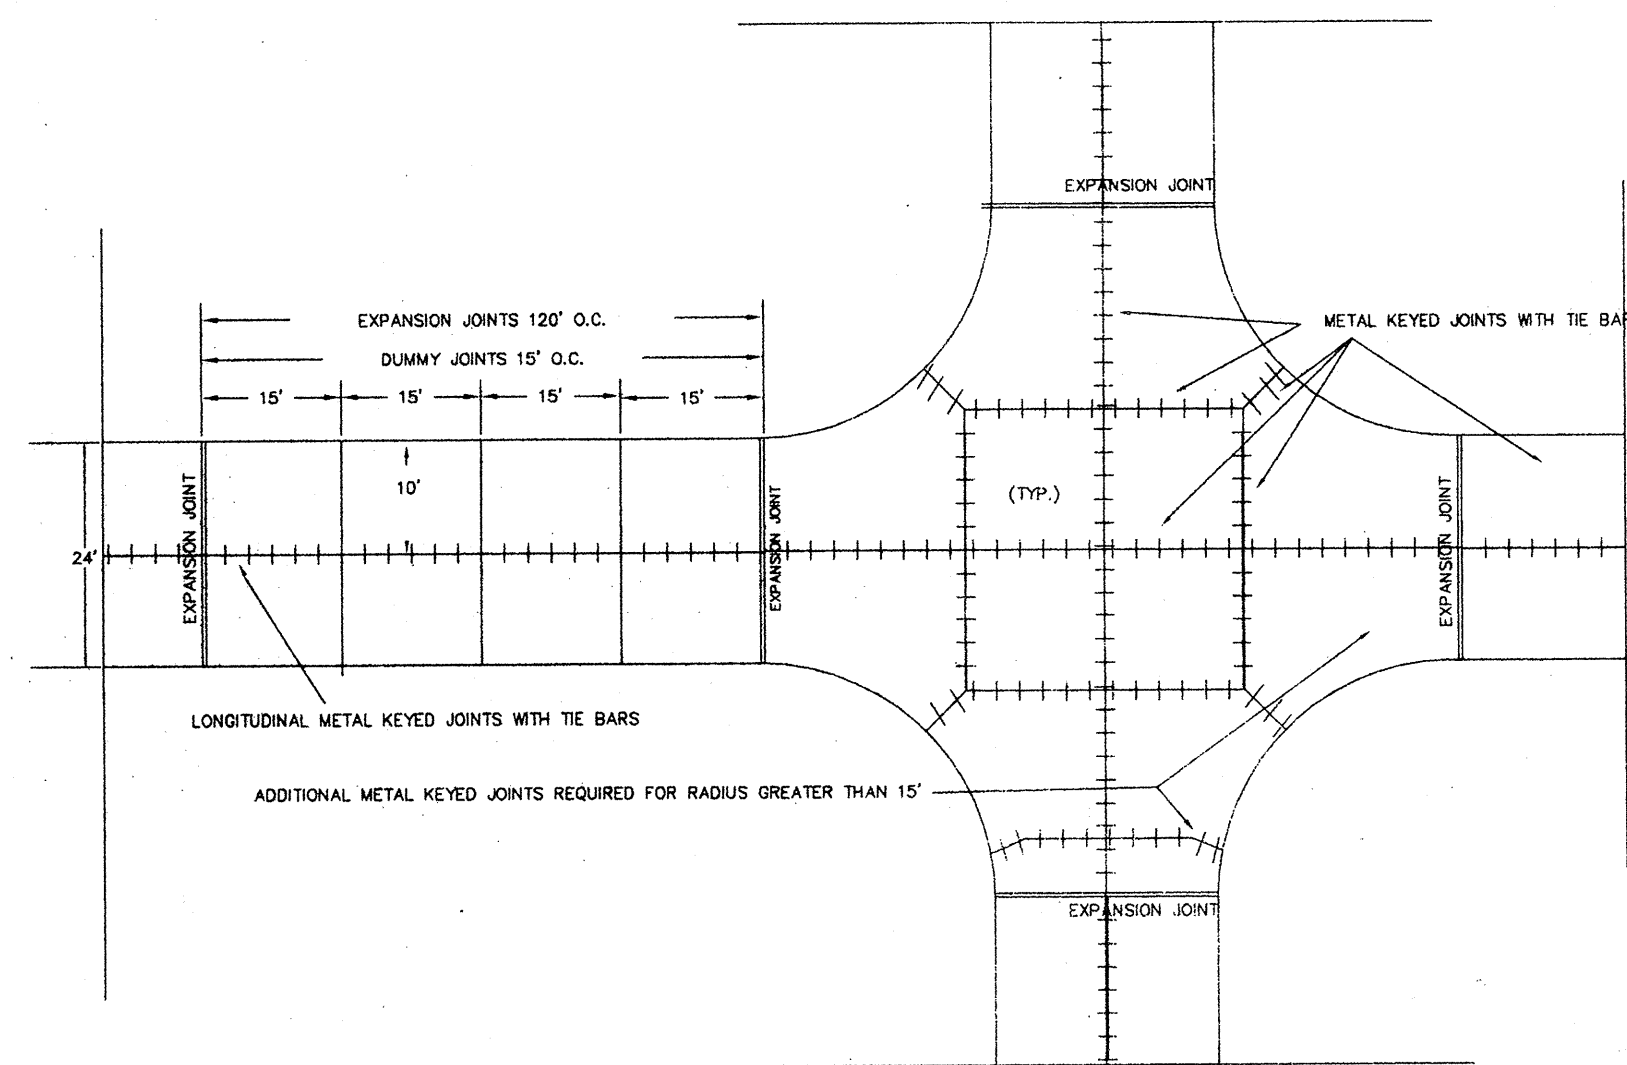 EXPANSION JOINT
EXPANSION JOINTS 120' O.C.
METAL KEYED JOINTS WITH TIE BAR
DUMMY JOINTS 15' O.C.
15' 15' 15' 15'
10'
EXPANSION JOINT
EXPANSION JOINT
(TYP.)
EXPANSION JOINT
24'
LONGITUDINAL METAL KEYED JOINTS WITH TIE BARS
ADDITIONAL METAL KEYED JOINTS REQUIRED FOR RADIUS GREATER THAN 15'
EXPANSION JOINT